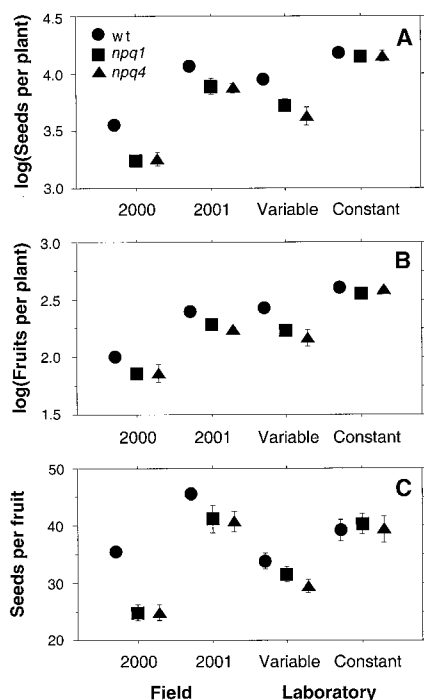 4.5
A
wt
npq1
npq4
4.0
3.5
3.0
log(Seeds per plant)
2000 2001 Variable Constant
3.0
B
2.5
2.0
1.5
log(Fruits per plant)
2000 2001 Variable Constant
50
C
40
30
20
Seeds per fruit
2000 2001 Variable Constant
Field Laboratory